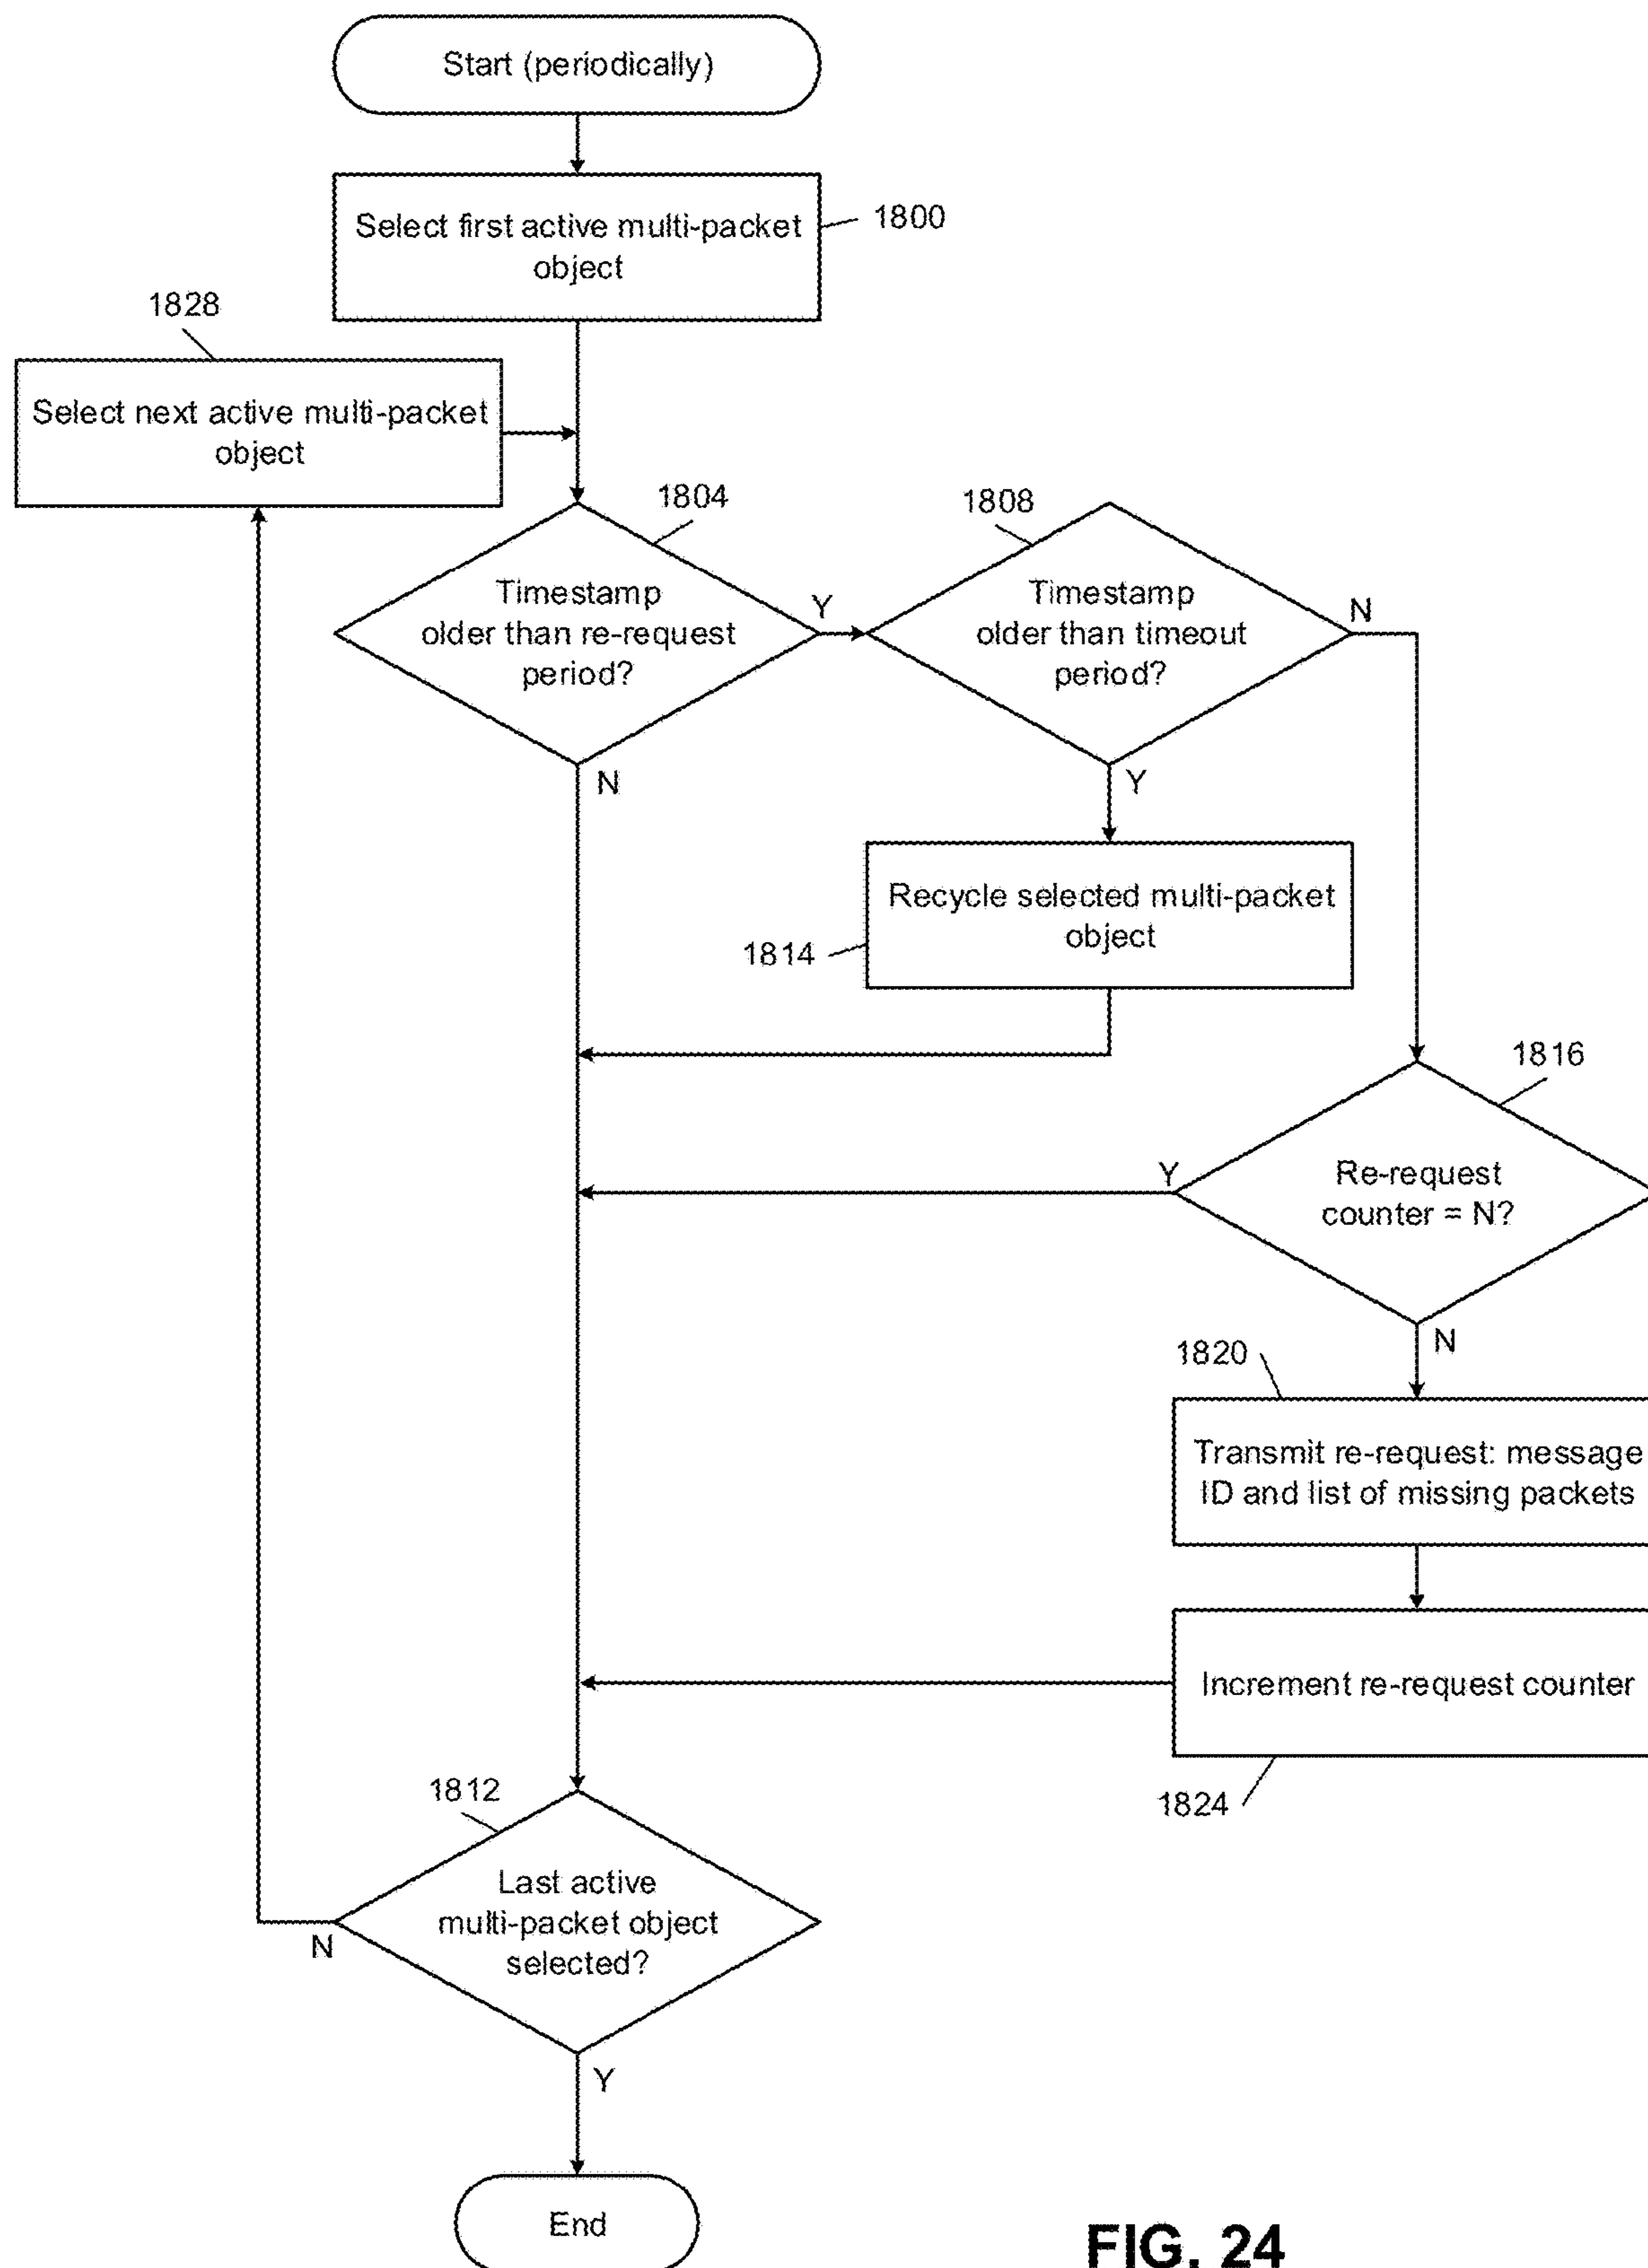 Start (periodically)
Select first active multi-packet
object
1800
1828
Select next active multi-packet
object
1804
Timestamp
older than re-request
period?
Y
N
1808
Timestamp
older than timeout
period?
N
Y
Recycle selected multi-packet
object
1814
1816
Re-request
counter = N?
Y
N
1820
Transmit re-request: message
ID and list of missing packets
Increment re-request counter
1824
1812
Last active
multi-packet object
selected?
N
Y
End
FIG. 24